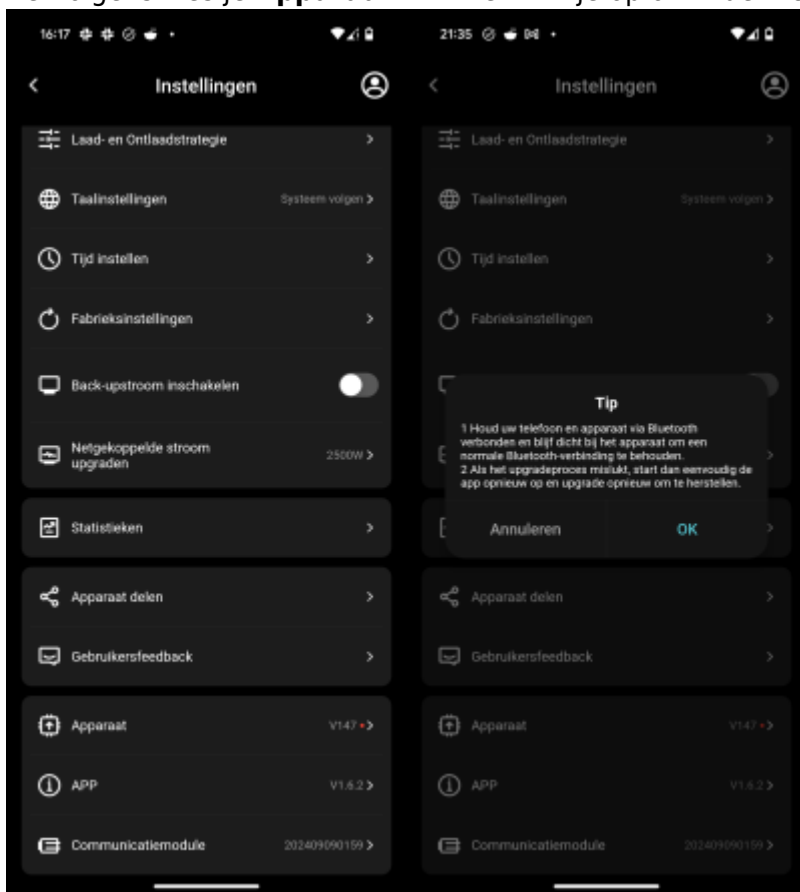 16:17
Instellingen
Laad- en Ontlaadstrategie
Taalinstellingen Systeem volgen
Tijd instellen
Fabrieksinstellingen
Back-upstroom inschakelen
Netgekoppelde stroom
upgraden 2500W
Statistieken
Apparaat delen
Gebruikersfeedback
Apparaat V147
APP V1.6.2
Communicatiemodule 202409090159
21:35
Instellingen
Laad- en Ontlaadstrategie
Taalinstellingen Systeem volgen
Tijd instellen
Fabrieksinstellingen
Tip
1 Houd uw telefoon en apparaat via Bluetooth
verbonden en blijf dicht bij het apparaat om een
normale Bluetooth-verbinding te behouden.
2 Als het upgradeproces mislukt, start dan eenvoudig de
app opnieuw op en upgrade opnieuw om te herstellen.
Annuleren OK
Apparaat delen
Gebruikersfeedback
Apparaat V147
APP V1.6.2
Communicatiemodule 202409090159